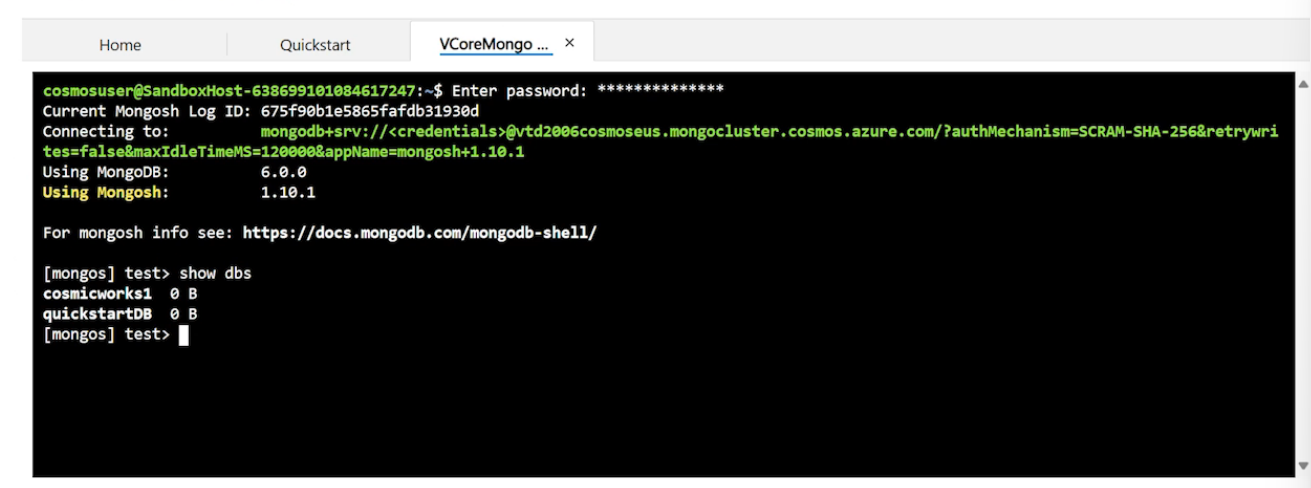 Home Quickstart VCoreMongo ... ×
cosmosuser@SandboxHost-638699101084617247:~$ Enter password: **************
Current Mongosh Log ID: 675f90b1e5865fafdb31930d
Connecting to: mongodb+srv://<credentials>@vtd2006cosmoseus.mongocluster.cosmos.azure.com/?authMechanism=SCRAM-SHA-256&retrywri
tes=false&maxIdleTimeMS=120000&appName=mongosh+1.10.1
Using MongoDB: 6.0.0
Using Mongosh: 1.10.1
For mongosh info see: https://docs.mongodb.com/mongodb-shell/
[mongos] test> show dbs
cosmicworks1 0 B
quickstartDB 0 B
[mongos] test>